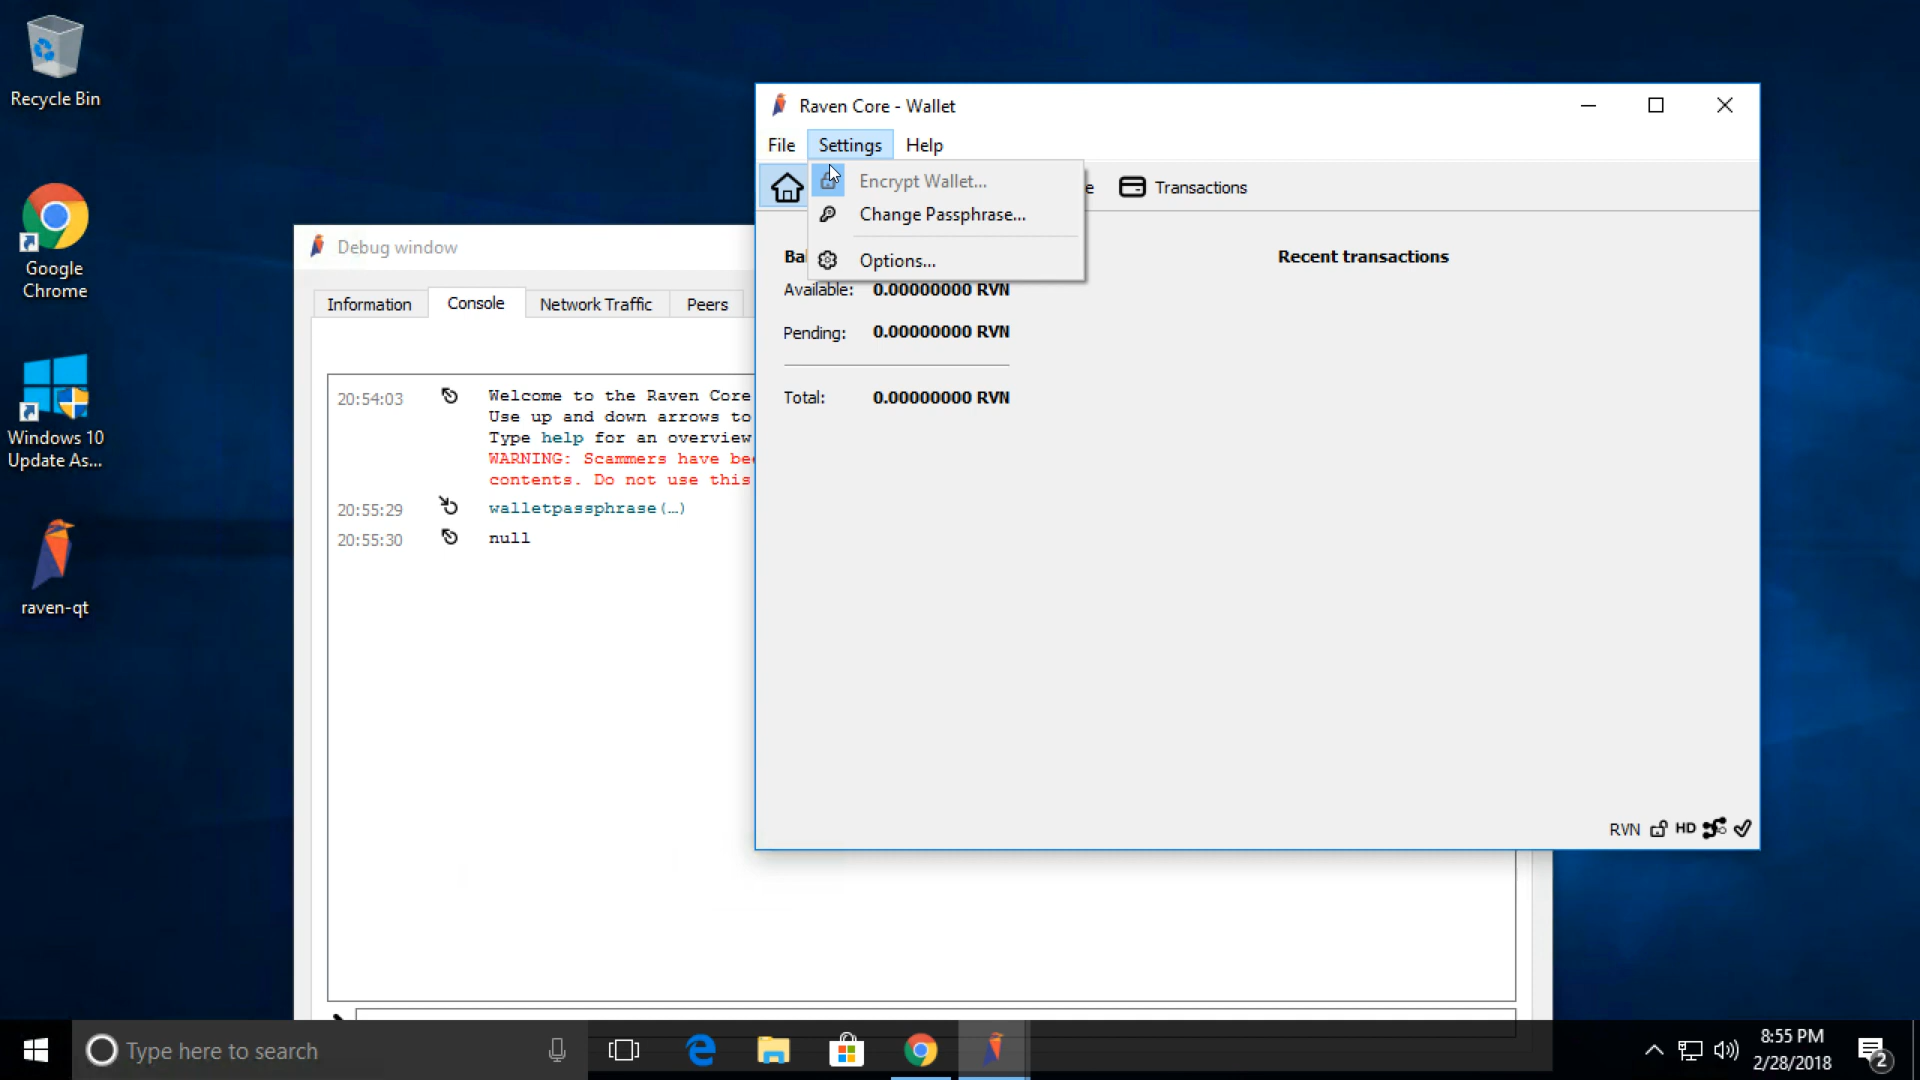 Recycle Bin
Google
Chrome
Windows 10
Update As...
raven-qt
Debug window
Information
Console
Network Traffic
Peers
20:54:03
Welcome to the Raven Core
Use up and down arrows to
Type help for an overview
WARNING: Scammers have bee
contents. Do not use this
20:55:29
walletpassphrase(…)
20:55:30
null
Raven Core - Wallet
File
Settings
Help
Encrypt Wallet...
Change Passphrase...
Options...
e
Transactions
Bal
Recent transactions
Available: 0.00000000 RVN
Pending: 0.00000000 RVN
Total: 0.00000000 RVN
RVN
HD
Type here to search
8:55 PM
2/28/2018
2